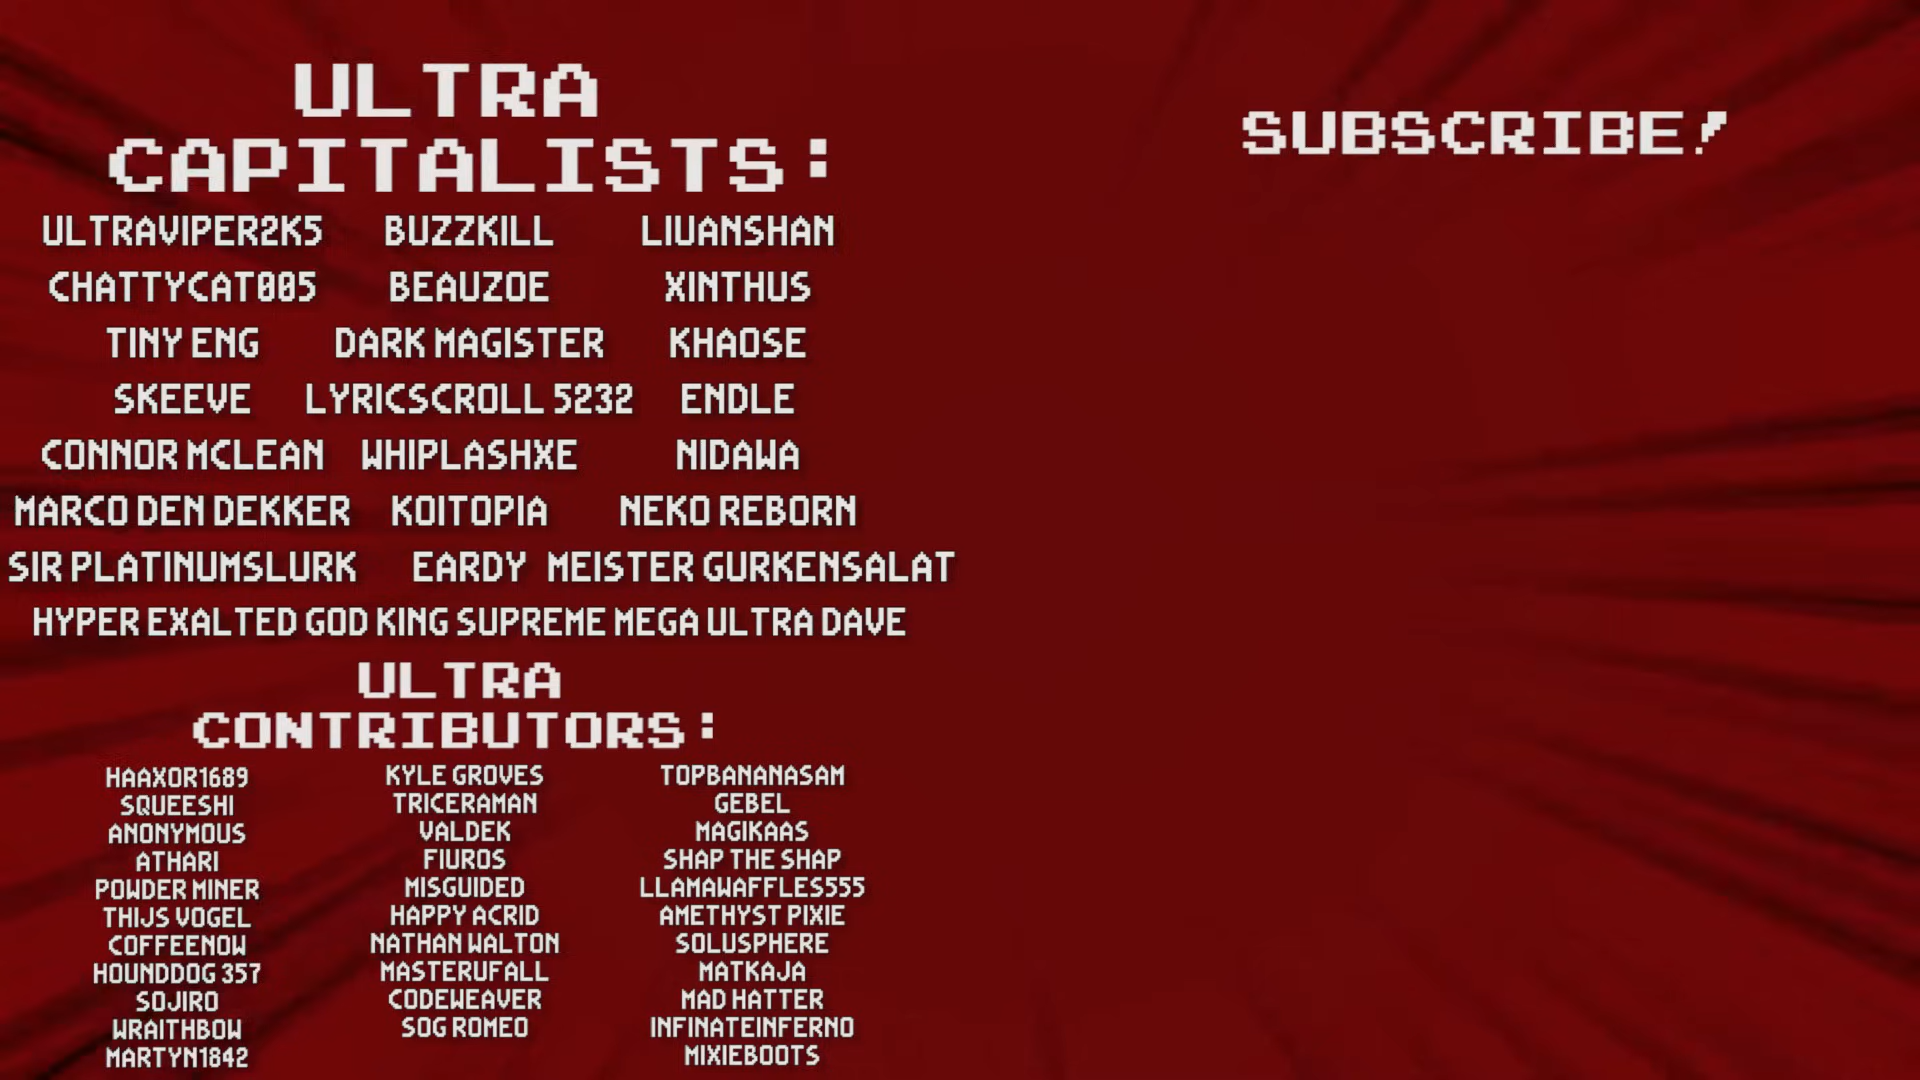 ULTRA
CAPITALISTS:
ULTRAVIPER2K5 BUZZKILL LIUANSHAN
CHATTYCAT005 BEAUZOE XINTHUS
TINY ENG DARK MAGISTER KHAOSE
SKEEVE LYRICSCROLL 5232 ENDLE
CONNOR MCLEAN WHIPLASHXE NIDAWA
MARCO DEN DEKKER KOITOPIA NEKO REBORN
SIR PLATINUMSLURK EARDY MEISTER GURKENSALAT
HYPER EXALTED GOD KING SUPREME MEGA ULTRA DAVE
ULTRA
CONTRIBUTORS:
HAAXOR1689 KYLE GROVES TOPBANANASAM
SQUEESHI TRICERAMAN GEBEL
ANONYMOUS VALDEK MAGIKAAS
ATHARI FIUROS SHAP THE SHAP
POWDER MINER MISGUIDED LLAMAWAFFLES555
THIJS VOGEL HAPPY ACRID AMETHYST PIXIE
COFFEENOW NATHAN WALTON SOLUSPHERE
HOUNDDOG 357 MASTERUFALL MATKAJA
SOJIRO CODEWEAVER MAD HATTER
WRAITHBOW SOG ROMEO INFINATEINFERNO
MARTYN1842 MIXIEBOOTS
SUBSCRIBE!